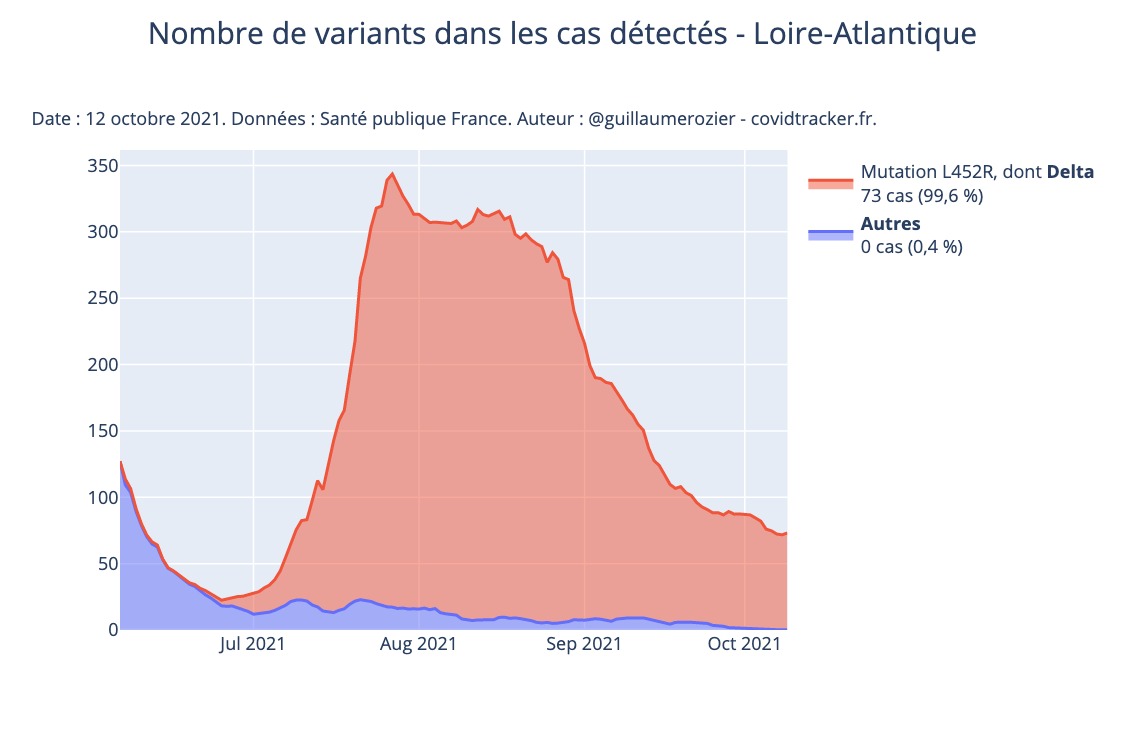 Nombre de variants dans les cas détectés - Loire-Atlantique
Date : 12 octobre 2021. Données : Santé publique France. Auteur : @guillaumerozier - covidtracker.fr.
350
300
250
200
150
100
50
0
Jul 2021
Aug 2021
Sep 2021
Oct 2021
Mutation L452R, dont Delta
73 cas (99,6 %)
Autres
0 cas (0,4 %)